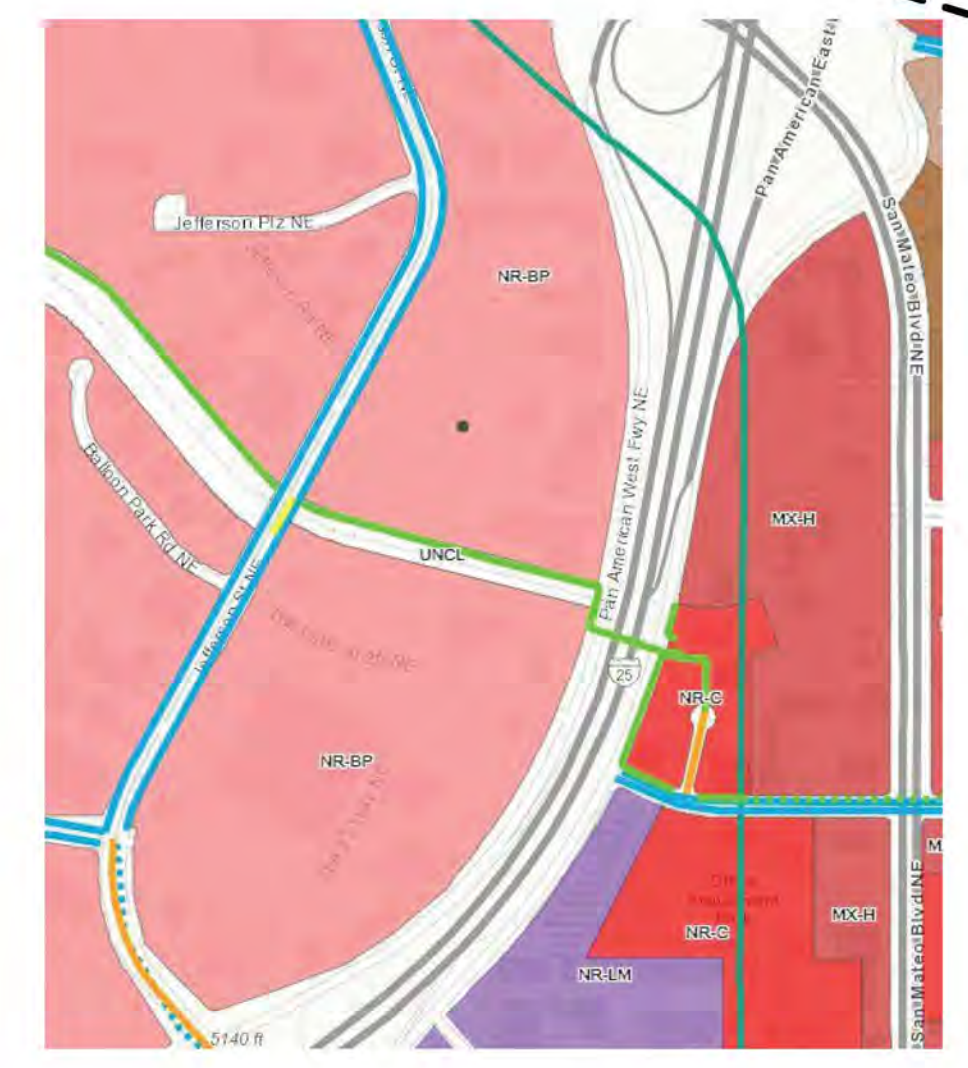 Pan American East
Jefferson Plz NE
San Mateo Blvd NE
NR-BP
Pan American West Fwy NE
Balloon Park Rd NE
MX-H
UNCL
Jefferson St NE
25
NR-C
NR-BP
M
MX-H
NR-C
San Mateo Blvd NE
NR-LM
5140 ft